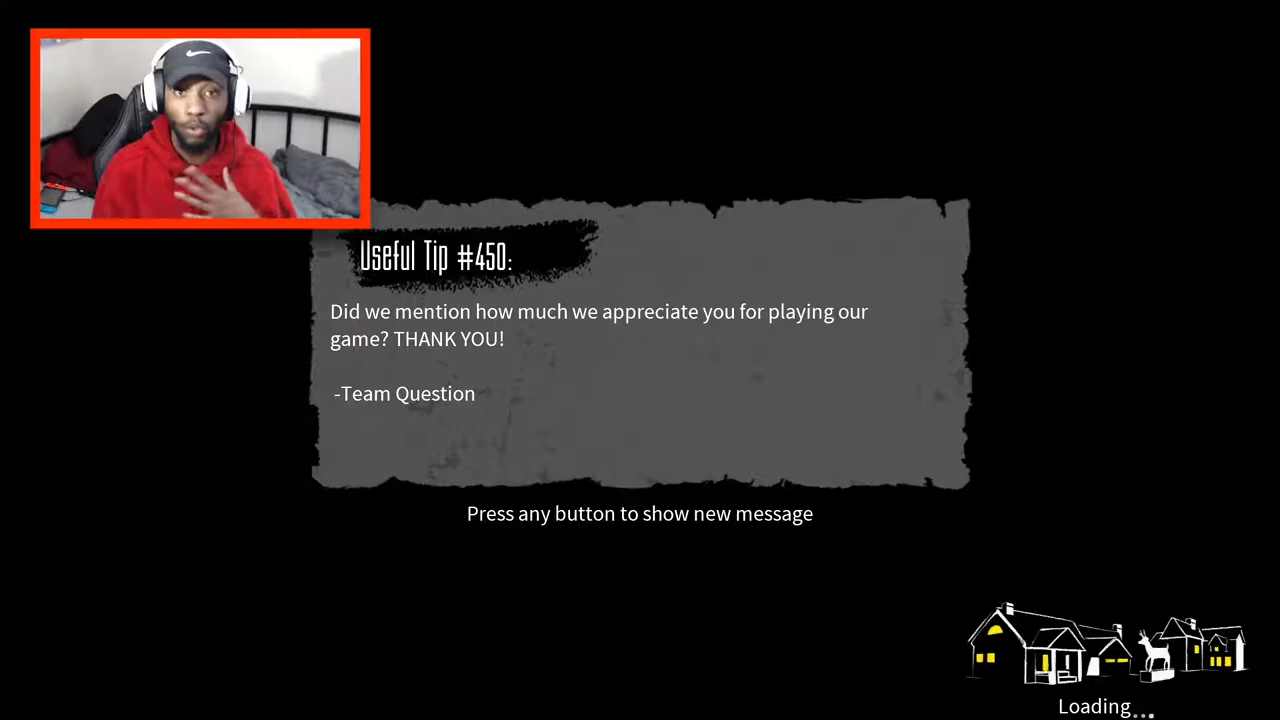 Useful Tip #450:
Did we mention how much we appreciate you for playing our
game? THANK YOU!
-Team Question
Press any button to show new message
Loading...